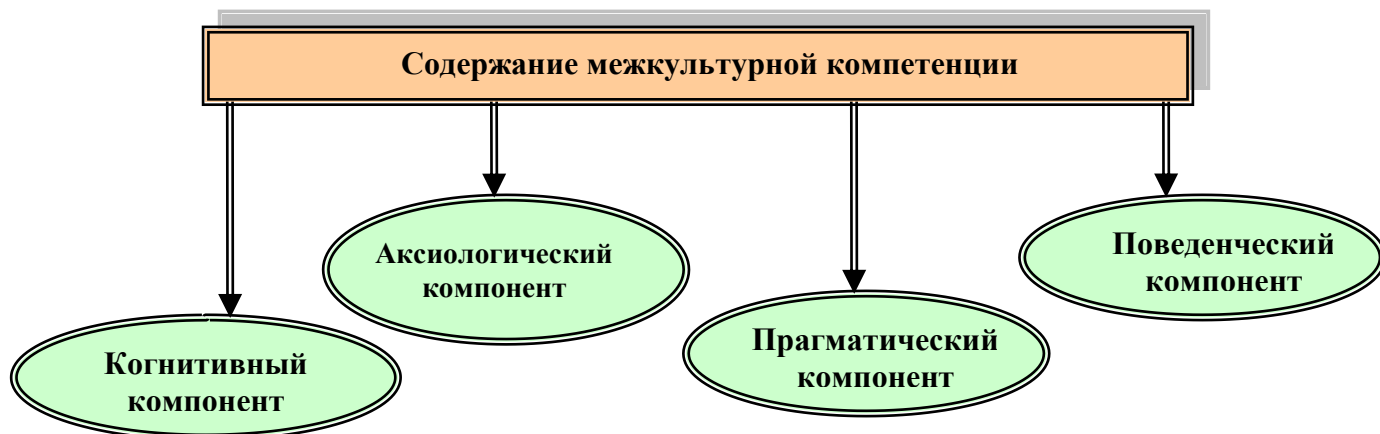 Содержание межкультурной компетенции
Когнитивный
компонент
Аксиологический
компонент
Прагматический
компонент
Поведенческий
компонент